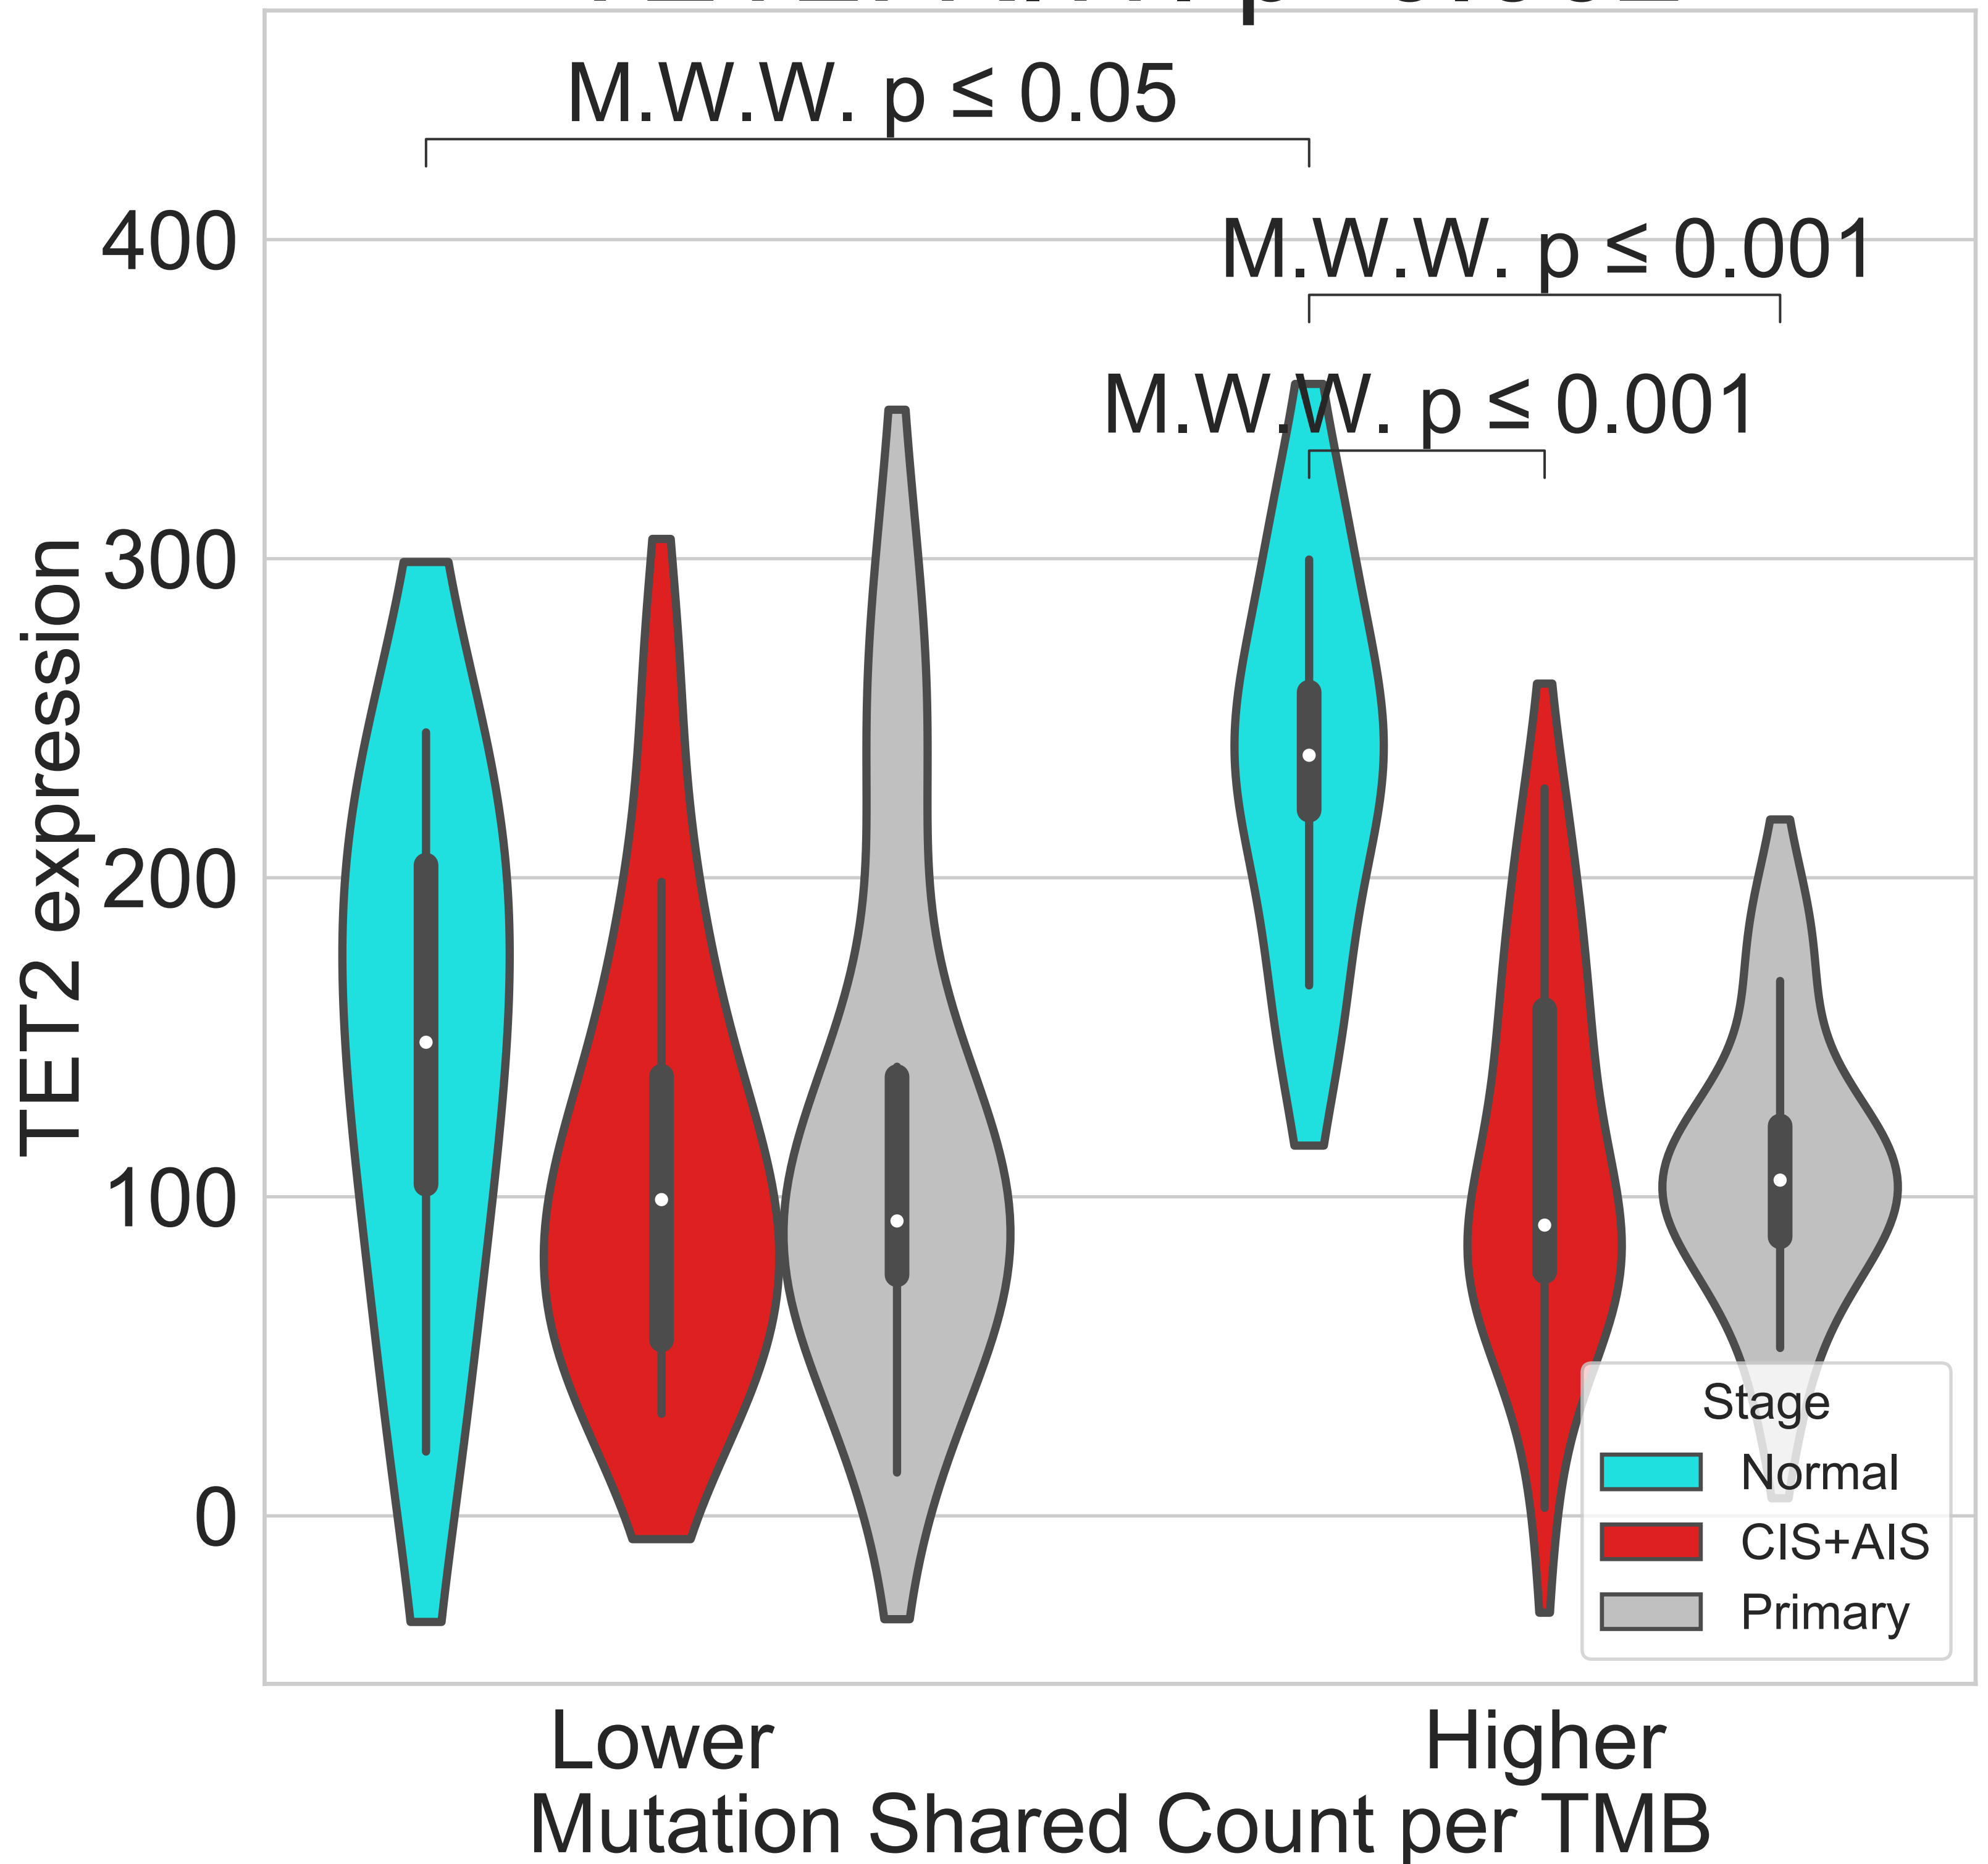 M.W.W. p ≤ 0.05
M.W.W. p ≤ 0.001
M.W.W. p ≤ 0.001
400
300
200
100
0
TET2 expression
Lower
Higher
Mutation Shared Count per TMB
Stage
Normal
CIS+AIS
Primary